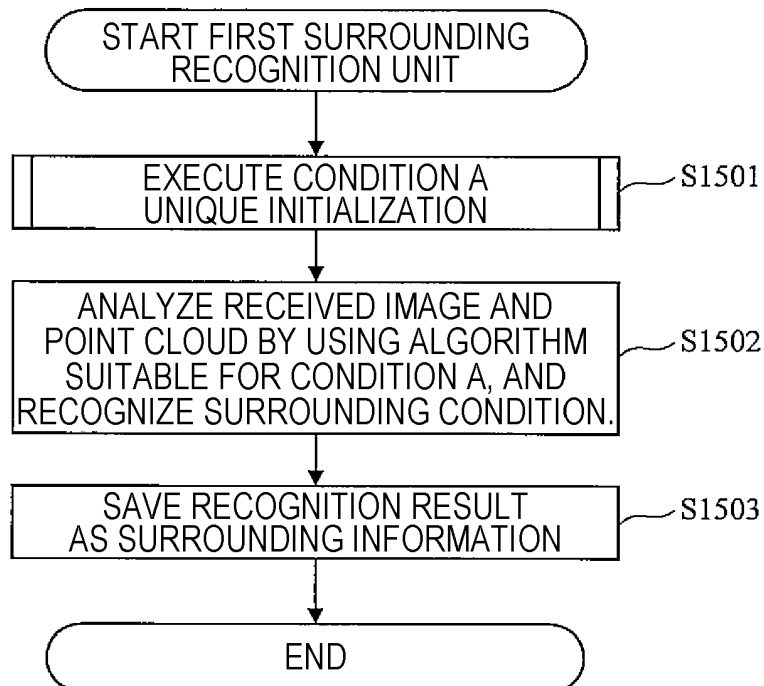 START FIRST SURROUNDING
RECOGNITION UNIT
EXECUTE CONDITION A
UNIQUE INITIALIZATION
S1501
ANALYZE RECEIVED IMAGE AND
POINT CLOUD BY USING ALGORITHM
SUITABLE FOR CONDITION A, AND
RECOGNIZE SURROUNDING CONDITION.
S1502
SAVE RECOGNITION RESULT
AS SURROUNDING INFORMATION
S1503
END